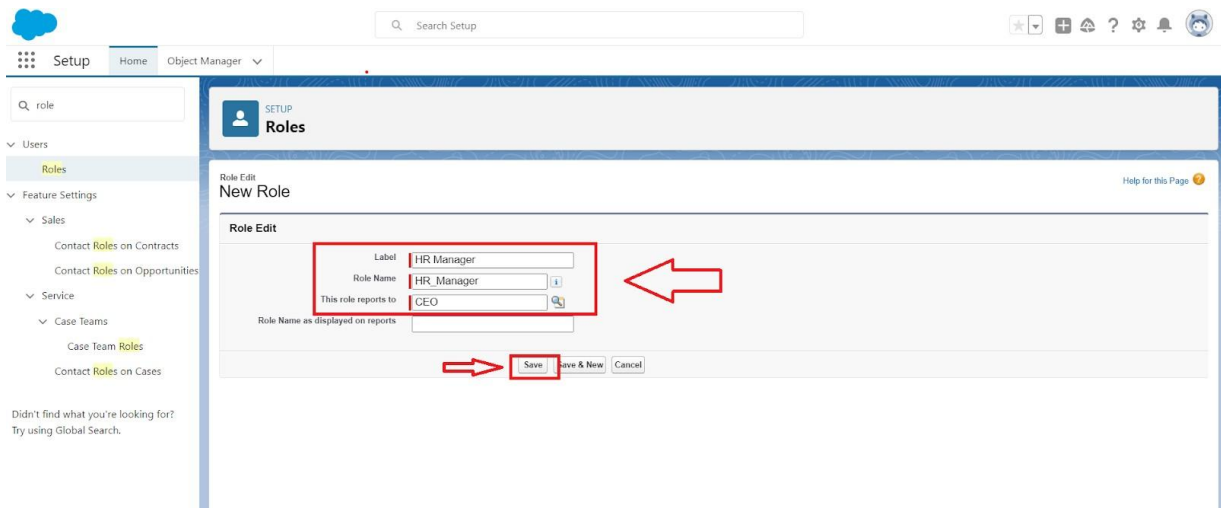 Search Setup
Setup Home Object Manager
role
Users
Roles
Feature Settings
Sales
Contact Roles on Contracts
Contact Roles on Opportunities
Service
Case Teams
Case Team Roles
Contact Roles on Cases
Didn't find what you're looking for?
Try using Global Search.
SETUP
Roles
Role Edit
New Role
Help for this Page
Role Edit
Label HR Manager
Role Name HR_Manager
This role reports to CEO
Role Name as displayed on reports
Save Save & New Cancel